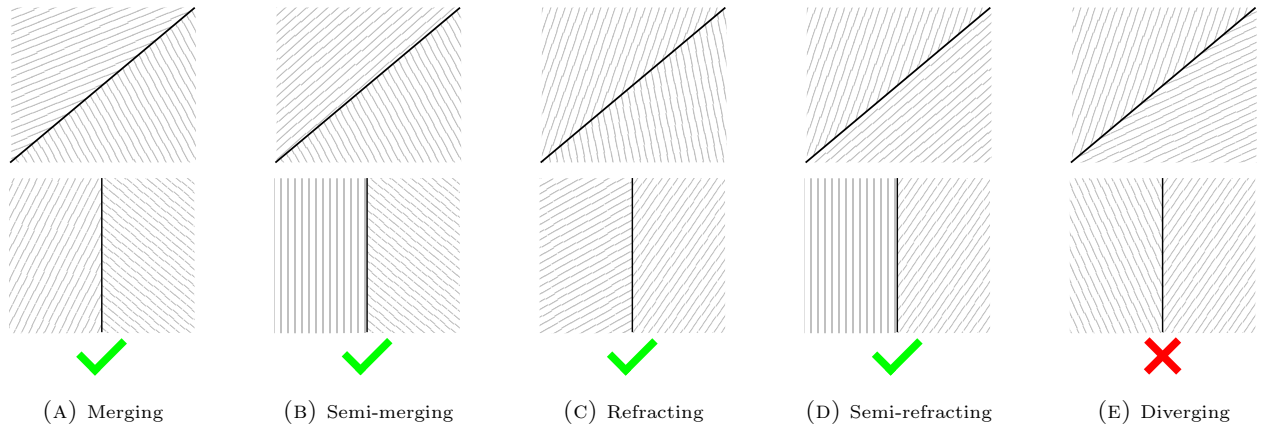 (A) Merging
(B) Semi-merging
(C) Refracting
(D) Semi-refracting
(E) Diverging